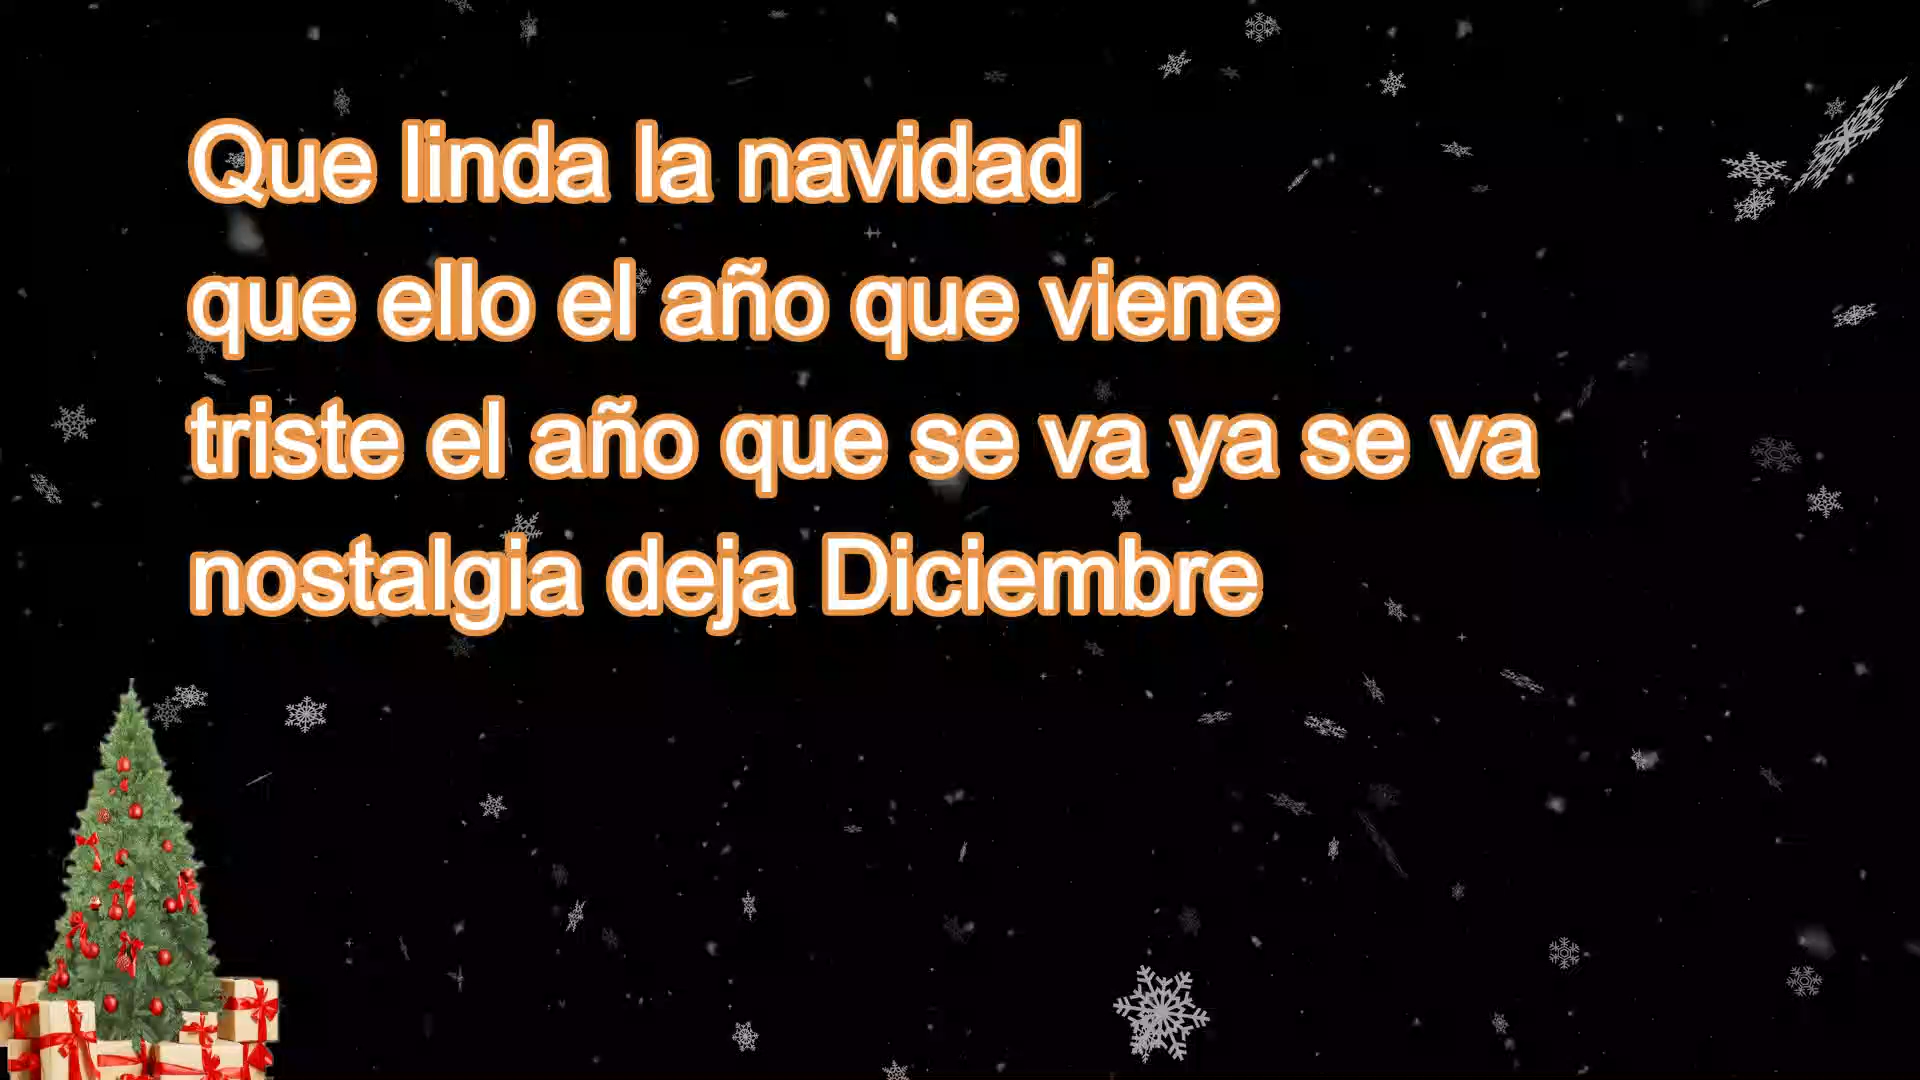 Que linda la navidad
que ello el año que viene
triste el año que se va ya se va
nostalgia deja Diciembre